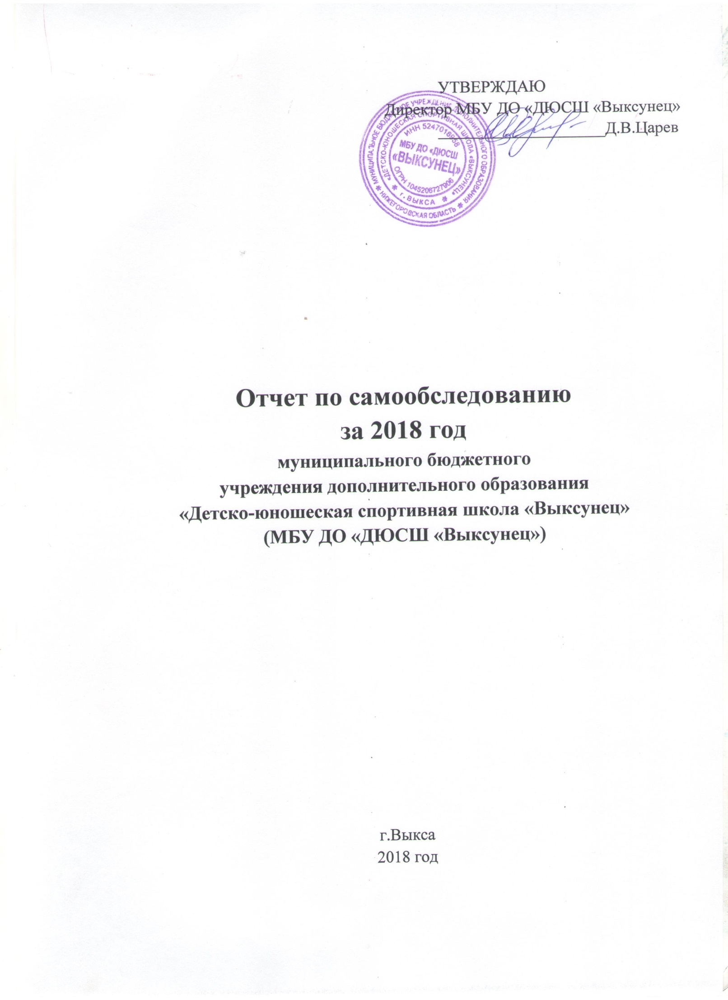 УТВЕРЖДАЮ
Директор МБУ ДО «ДЮСШ «Выксунец»
Д.В.Царев
МУНИЦИПАЛЬНОЕ БЮДЖЕТНОЕ УЧРЕЖДЕНИЕ ДОПОЛНИТЕЛЬНОГО ОБРАЗОВАНИЯ
НИЖЕГОРОДСКАЯ ОБЛАСТЬ
«ДЕТСКО-ЮНОШЕСКАЯ СПОРТИВНАЯ ШКОЛА «ВЫКСУНЕЦ»
г. ВЫКСА
ИНН 5247016958
МБУ ДО «ДЮСШ
«ВЫКСУНЕЦ»
ОГРН 1045206727906
Отчет по самообследованию
за 2018 год
муниципального бюджетного
учреждения дополнительного образования
«Детско-юношеская спортивная школа «Выксунец»
(МБУ ДО «ДЮСШ «Выксунец»)
г.Выкса
2018 год